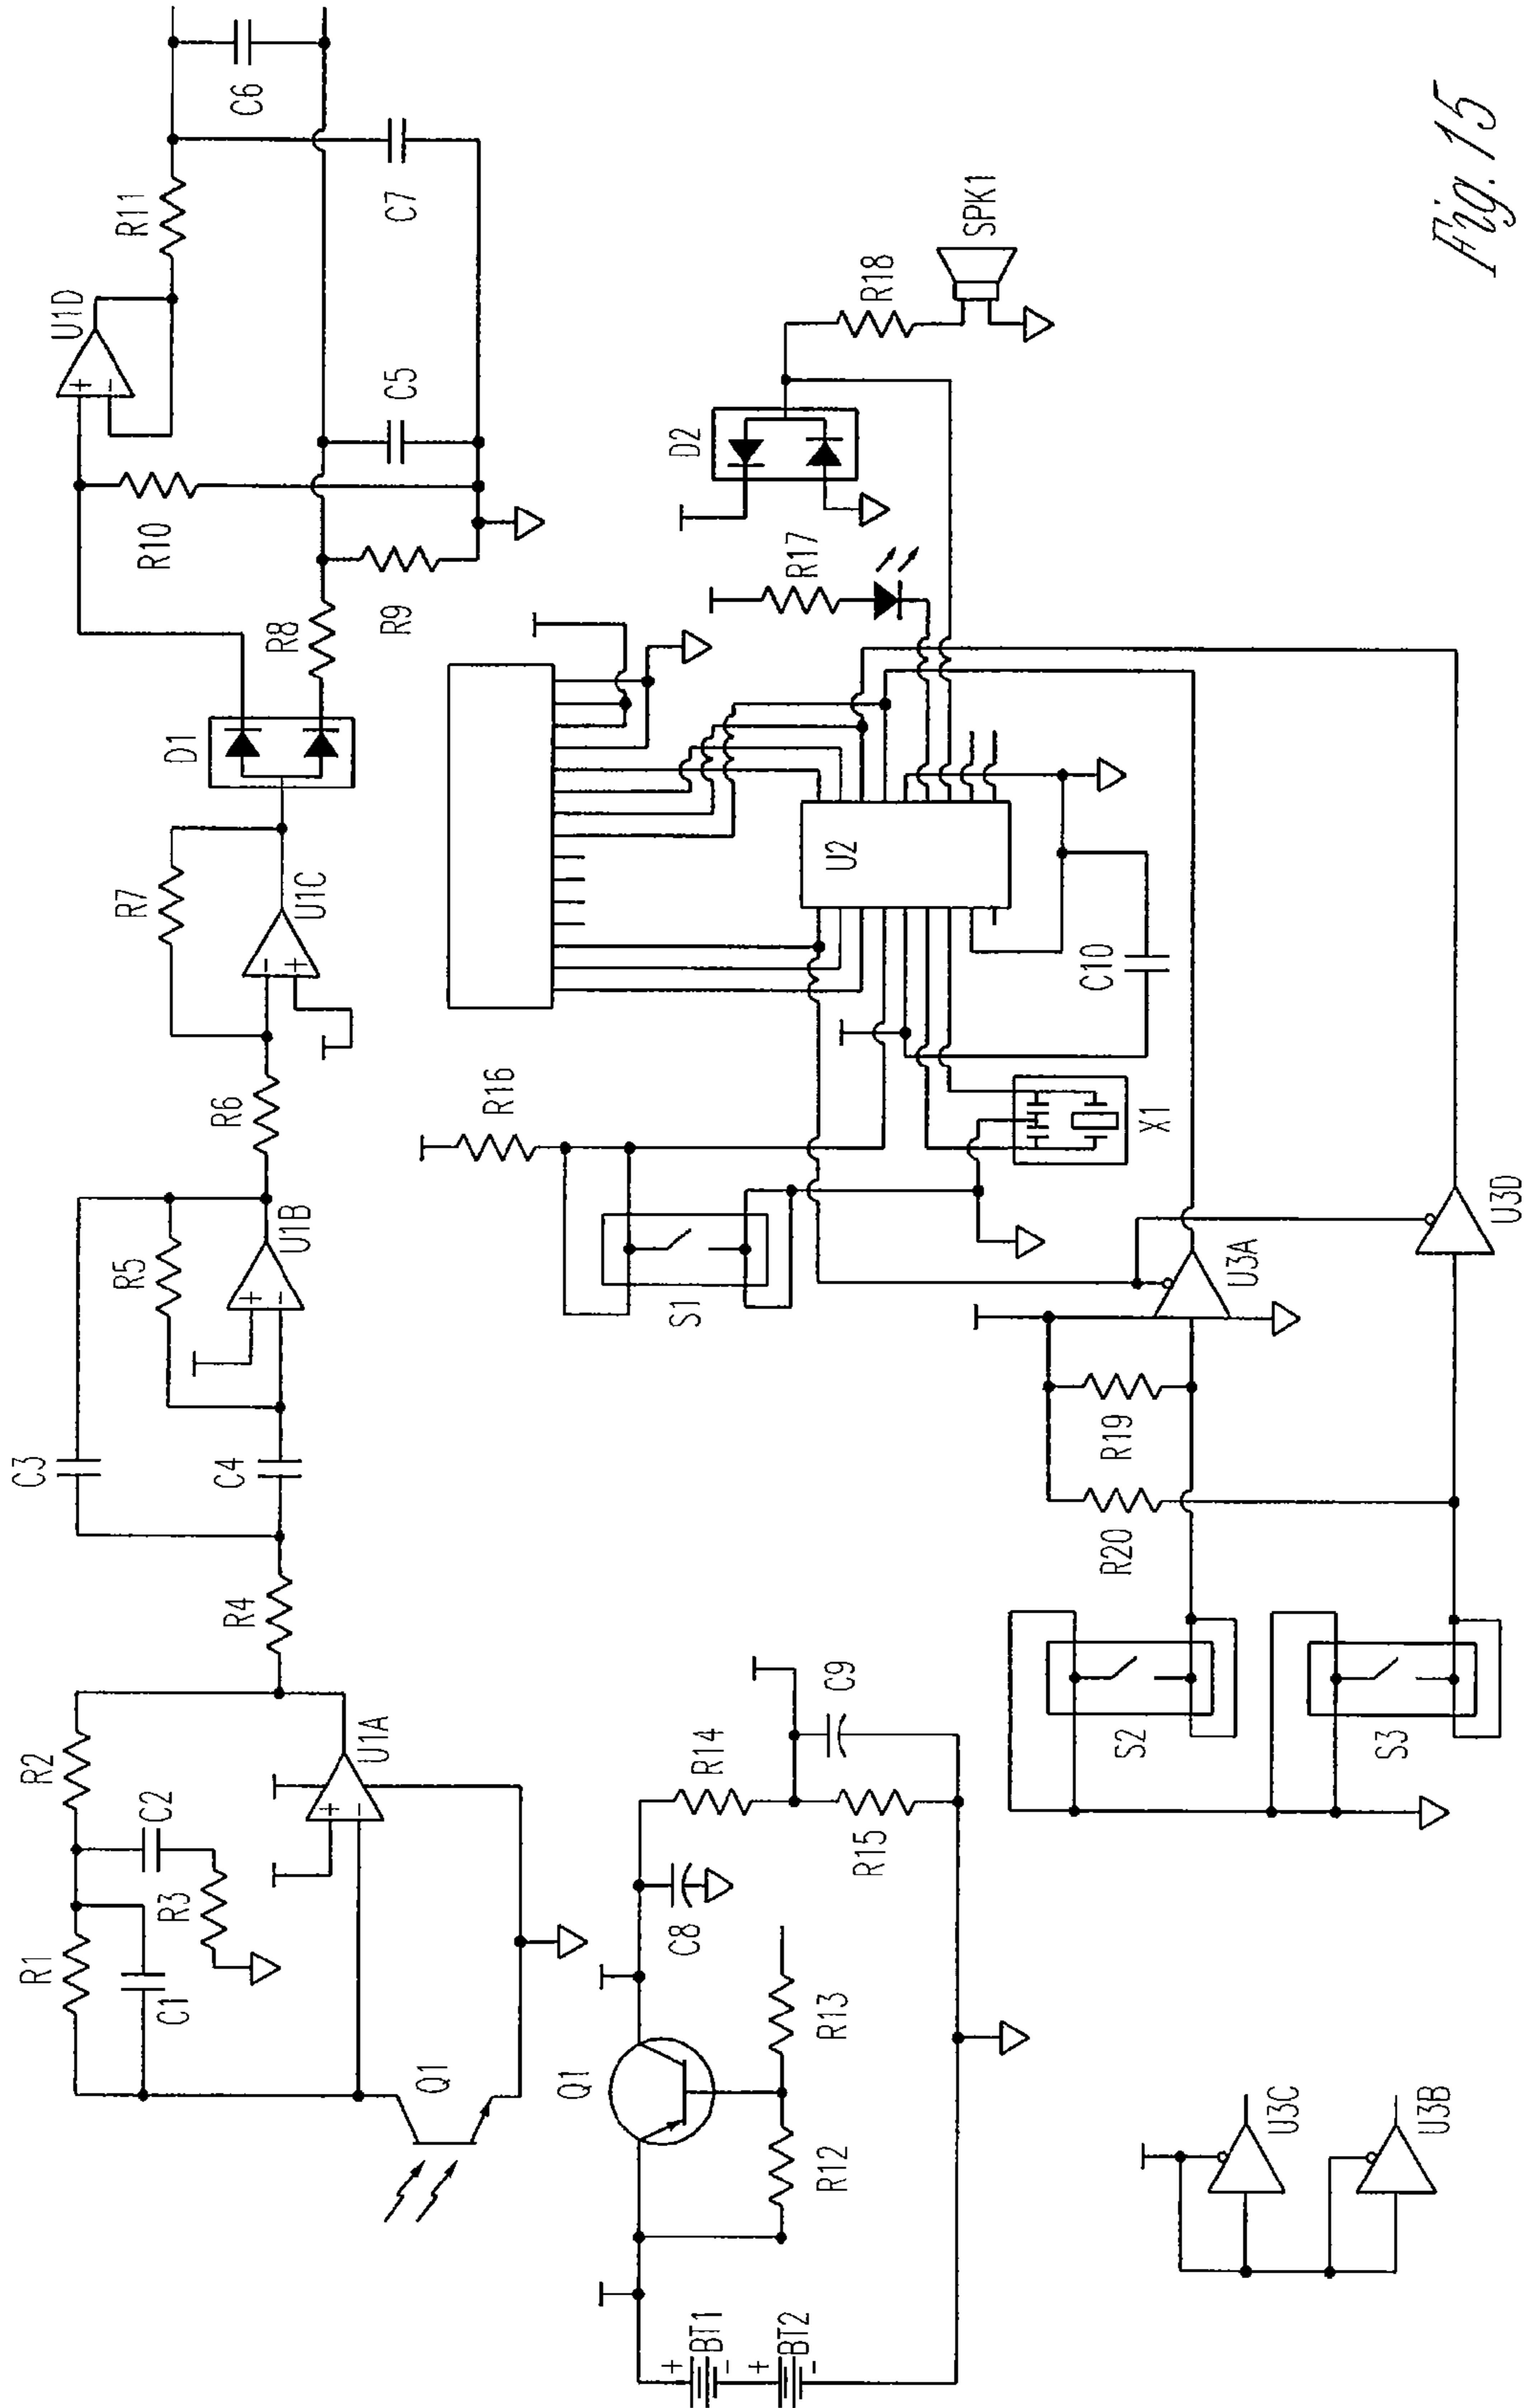 R1
C1
R2
C2
R3
Q1
+
-
U1A
R4
C3
C4
R5
+
-
U1B
R6
R7
-
+
U1C
D1
R8
R9
R10
+
-
U1D
R11
C5
C7
C6
BT1
+
-
BT2
+
-
Q1
R12
R13
C8
R14
R15
C9
R16
S1
X1
C10
U2
R17
D2
R18
SPK1
S2
S3
R20
R19
U3A
U3D
U3C
U3B
Fig. 15